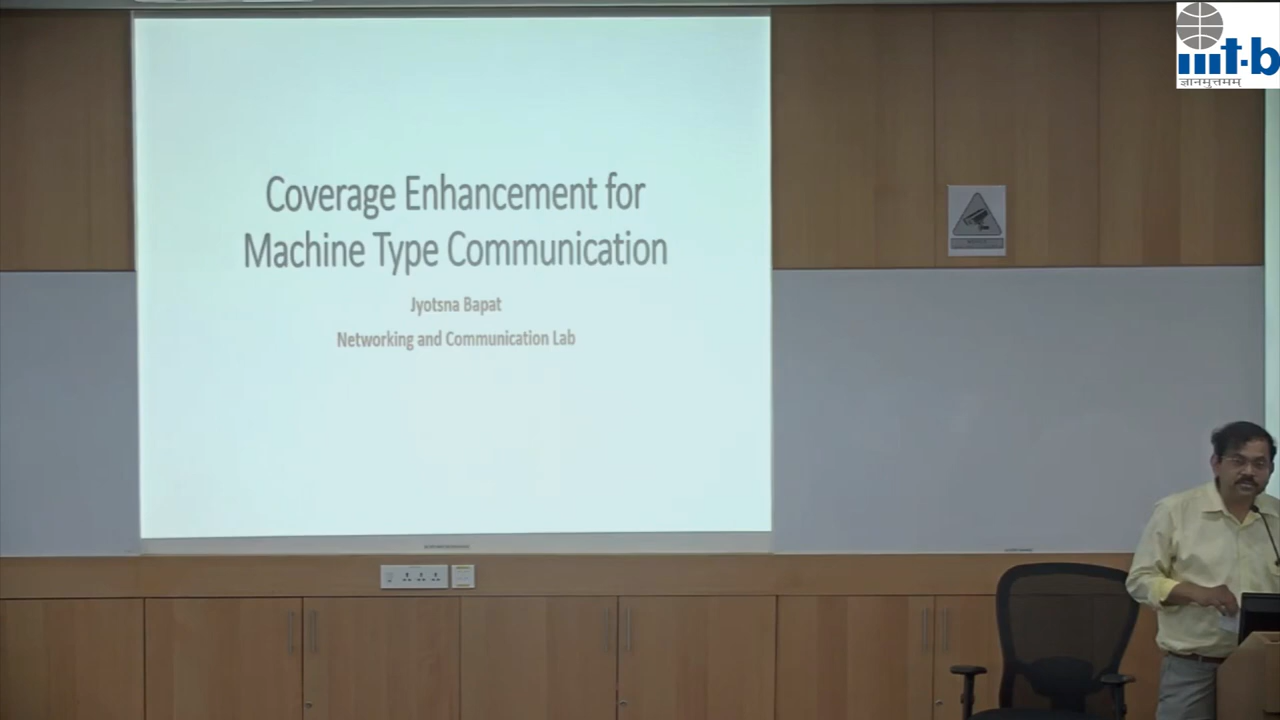 Coverage Enhancement for
Machine Type Communication
Jyotsna Bapat
Networking and Communication Lab
iiit-b
ज्ञानमुत्तमम्